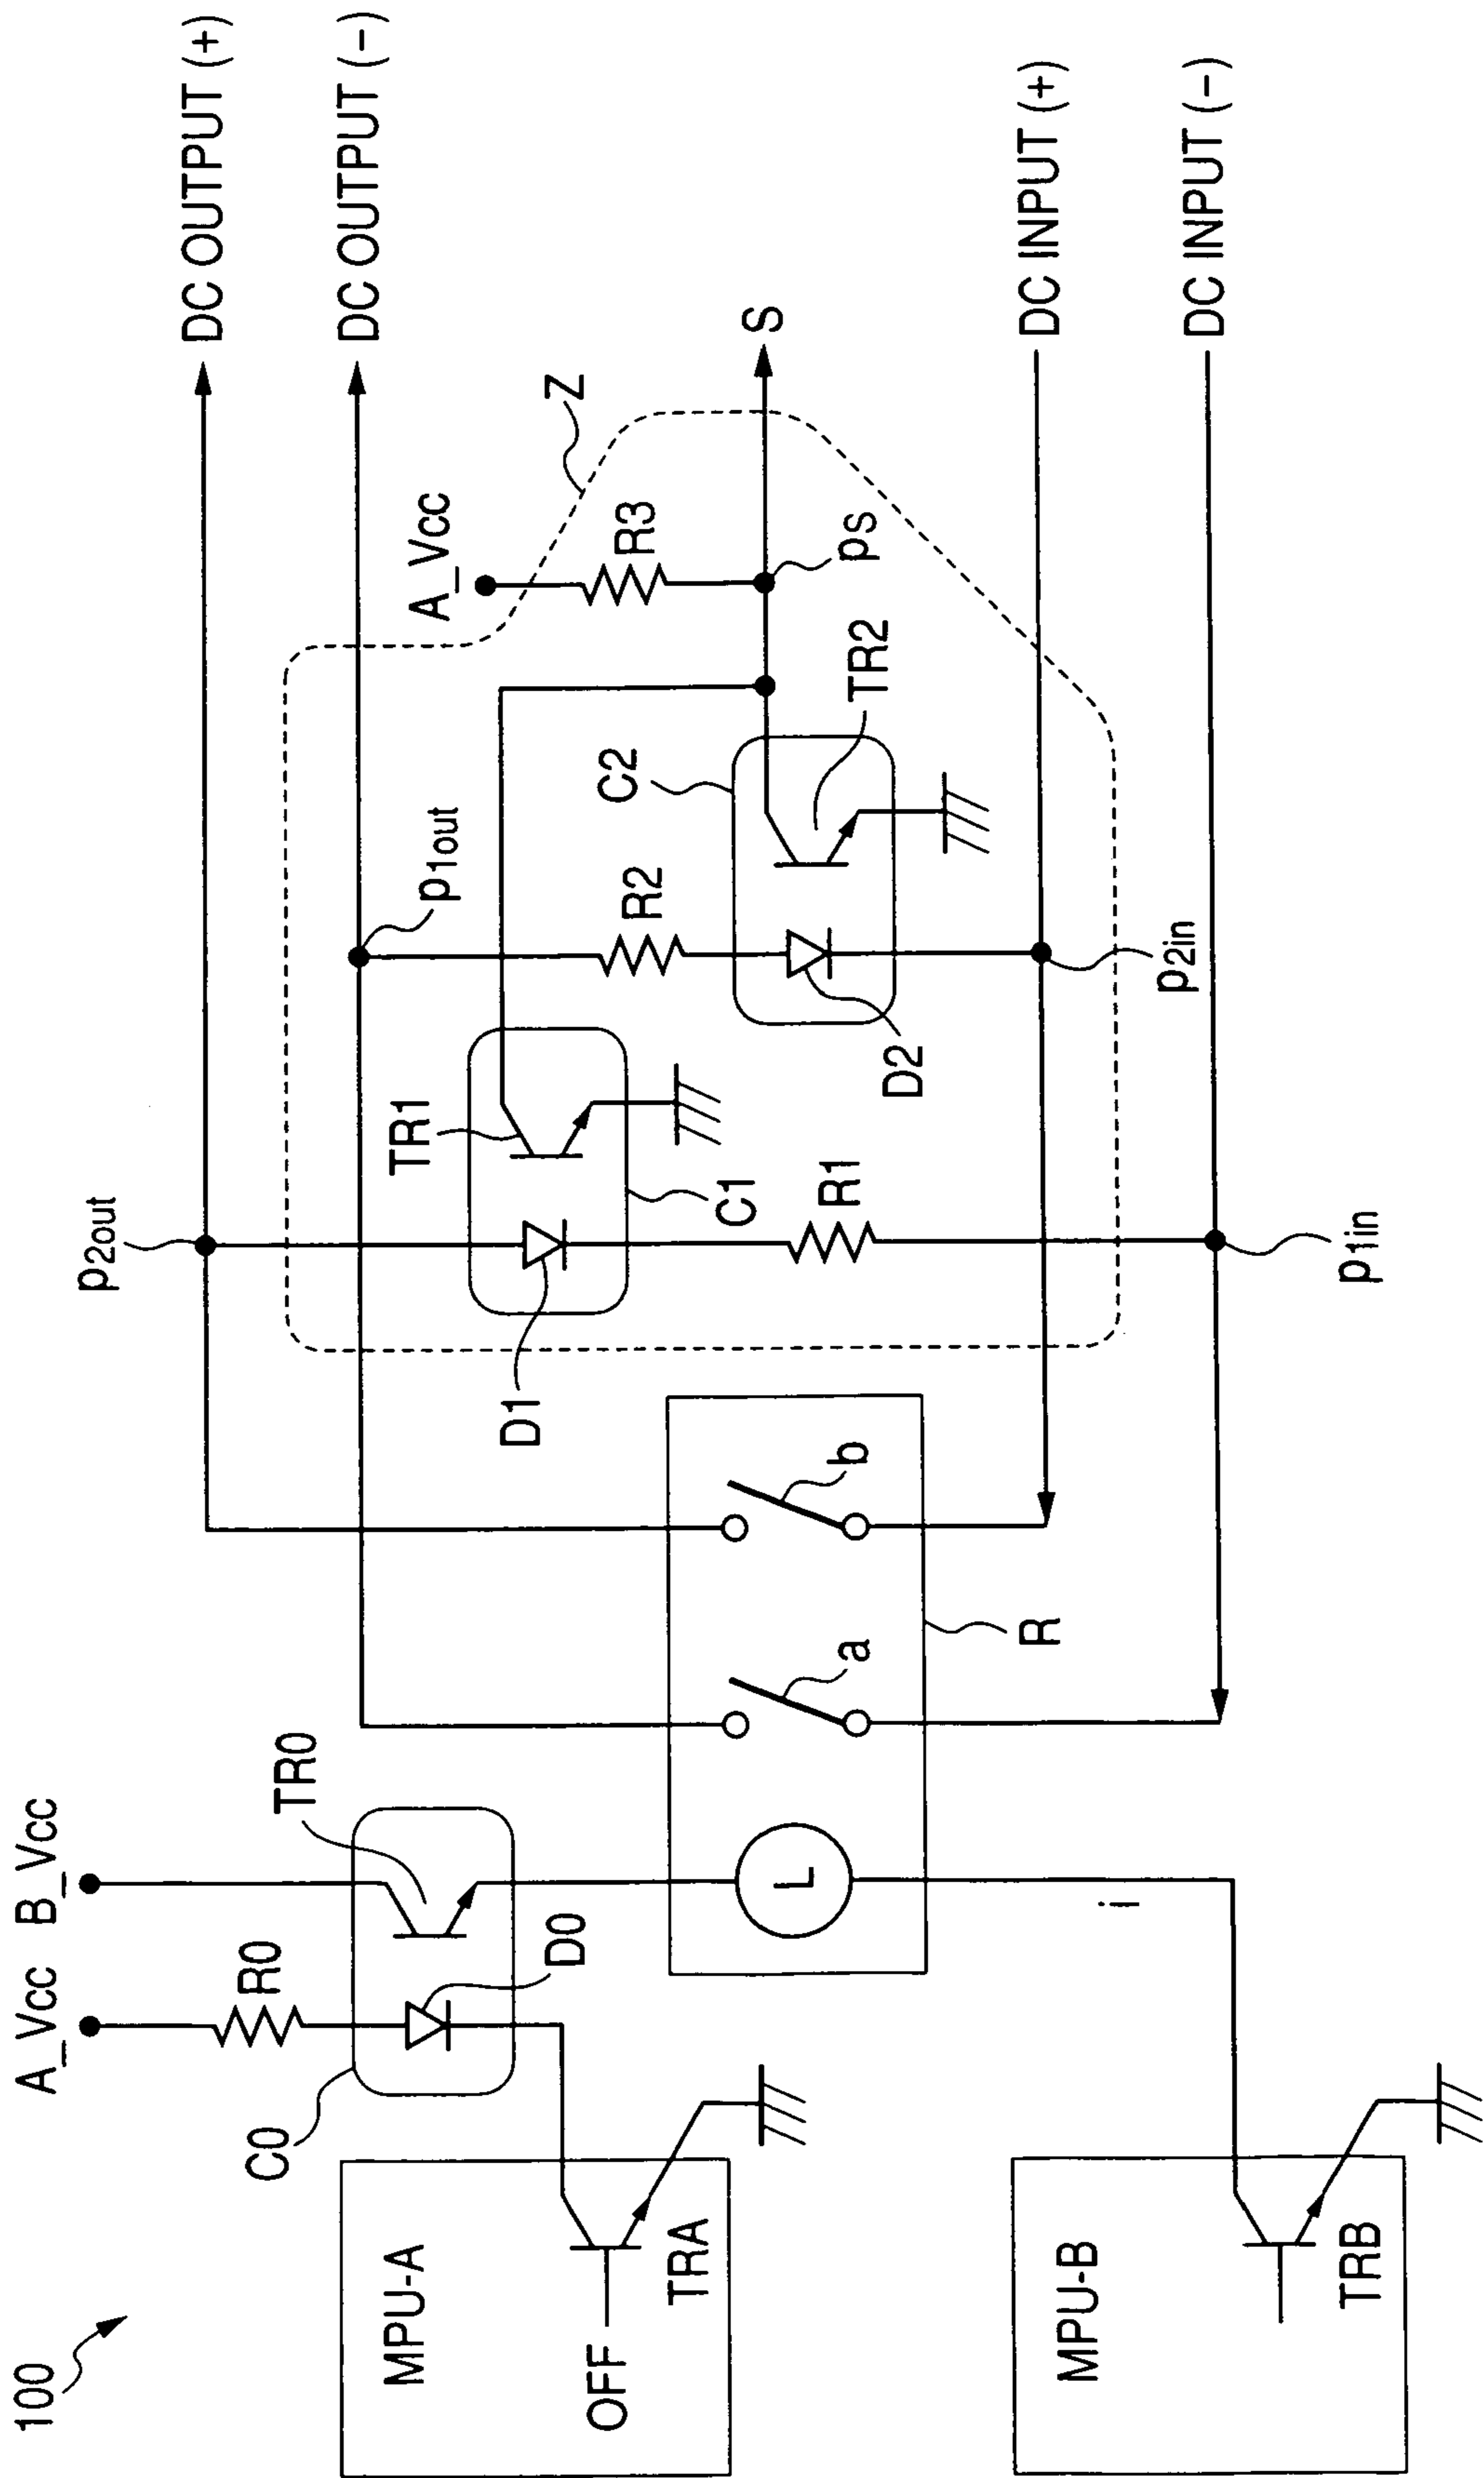 100
A_Vcc
B_Vcc
R0
TR0
C0
D0
MPU-A
OFF
TRA
MPU-B
TRB
L
i
a
b
R
p2out
p1out
p1in
p2in
D1
TR1
C1
R1
R2
C2
TR2
D2
A_Vcc
R3
pS
Z
S
DC OUTPUT (+)
DC OUTPUT (−)
DC INPUT (+)
DC INPUT (−)